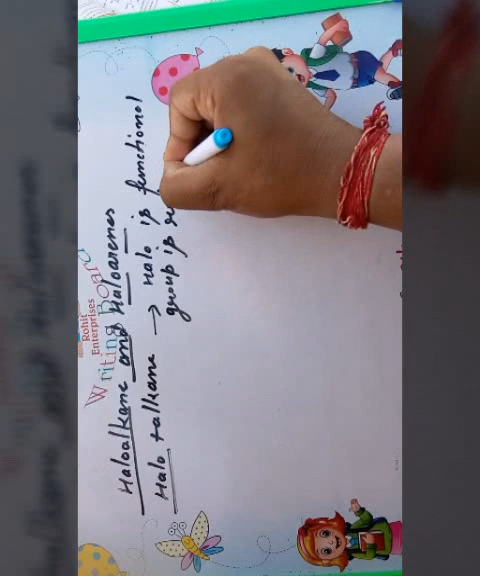 Rohit
Enterprises
Writing Board
Haloalkane and Haloarenes
Halo + alkane → Halo is functional
group is